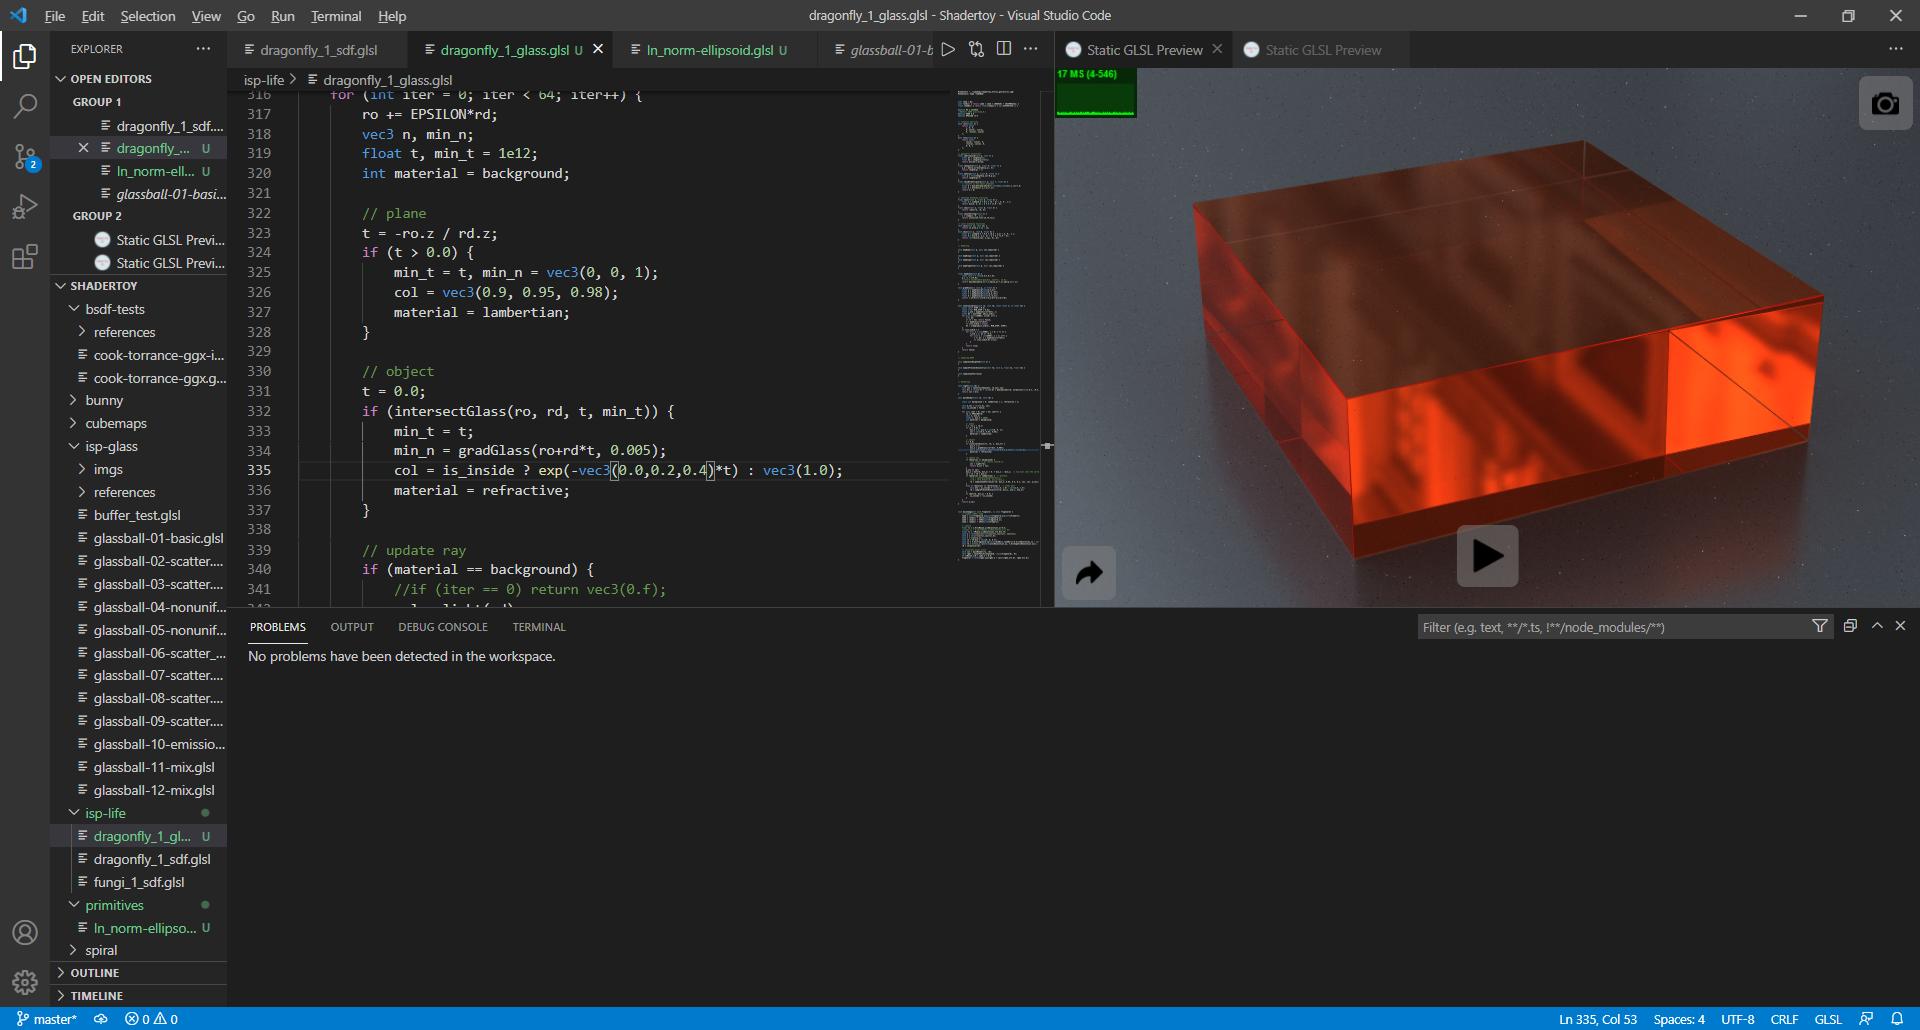 File Edit Selection View Go Run Terminal Help
dragonfly_1_glass.glsl - Shadertoy - Visual Studio Code
EXPLORER
OPEN EDITORS
GROUP 1
dragonfly_1_sdf....
dragonfly_... U
ln_norm-ell... U
glassball-01-basi...
GROUP 2
Static GLSL Previ...
Static GLSL Previ...
SHADERTOY
bsdf-tests
references
cook-torrance-ggx-i...
cook-torrance-ggx.g...
bunny
cubemaps
isp-glass
imgs
references
buffer_test.glsl
glassball-01-basic.glsl
glassball-02-scatter....
glassball-03-scatter....
glassball-04-nonunif...
glassball-05-nonunif...
glassball-06-scatter_...
glassball-07-scatter....
glassball-08-scatter....
glassball-09-scatter....
glassball-10-emissio...
glassball-11-mix.glsl
glassball-12-mix.glsl
isp-life
dragonfly_1_gl... U
dragonfly_1_sdf.glsl
fungi_1_sdf.glsl
primitives
ln_norm-ellipso... U
spiral
OUTLINE
TIMELINE
2
dragonfly_1_sdf.glsl
dragonfly_1_glass.glsl U
ln_norm-ellipsoid.glsl U
glassball-01-b
isp-life > dragonfly_1_glass.glsl
316 for (int iter = 0; iter < 64; iter++) {
317 ro += EPSILON*rd;
318 vec3 n, min_n;
319 float t, min_t = 1e12;
320 int material = background;
321
322 // plane
323 t = -ro.z / rd.z;
324 if (t > 0.0) {
325 min_t = t, min_n = vec3(0, 0, 1);
326 col = vec3(0.9, 0.95, 0.98);
327 material = lambertian;
328 }
329
330 // object
331 t = 0.0;
332 if (intersectGlass(ro, rd, t, min_t)) {
333 min_t = t;
334 min_n = gradGlass(ro+rd*t, 0.005);
335 col = is_inside ? exp(-vec3(0.0,0.2,0.4)*t) : vec3(1.0);
336 material = refractive;
337 }
338
339 // update ray
340 if (material == background) {
341 //if (iter == 0) return vec3(0.f);
Static GLSL Preview
Static GLSL Preview
17 MS (4-546)
PROBLEMS OUTPUT DEBUG CONSOLE TERMINAL
Filter (e.g. text, **/*.ts, !**/node_modules/**)
No problems have been detected in the workspace.
master* 0 0
Ln 335, Col 53 Spaces: 4 UTF-8 CRLF GLSL